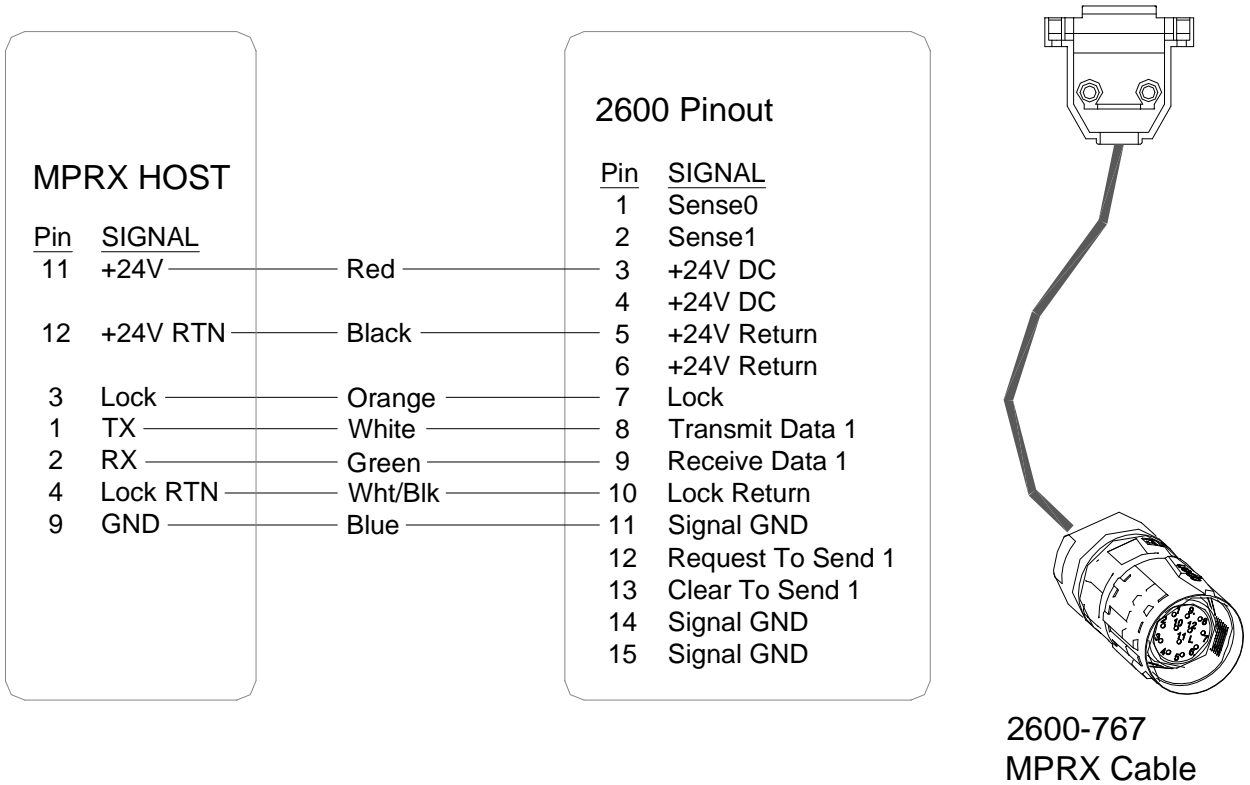 MPRX HOST
Pin SIGNAL
11 +24V
12 +24V RTN
3 Lock
1 TX
2 RX
4 Lock RTN
9 GND
Red
Black
Orange
White
Green
Wht/Blk
Blue
2600 Pinout
Pin SIGNAL
1 Sense0
2 Sense1
3 +24V DC
4 +24V DC
5 +24V Return
6 +24V Return
7 Lock
8 Transmit Data 1
9 Receive Data 1
10 Lock Return
11 Signal GND
12 Request To Send 1
13 Clear To Send 1
14 Signal GND
15 Signal GND
2600-767
MPRX Cable